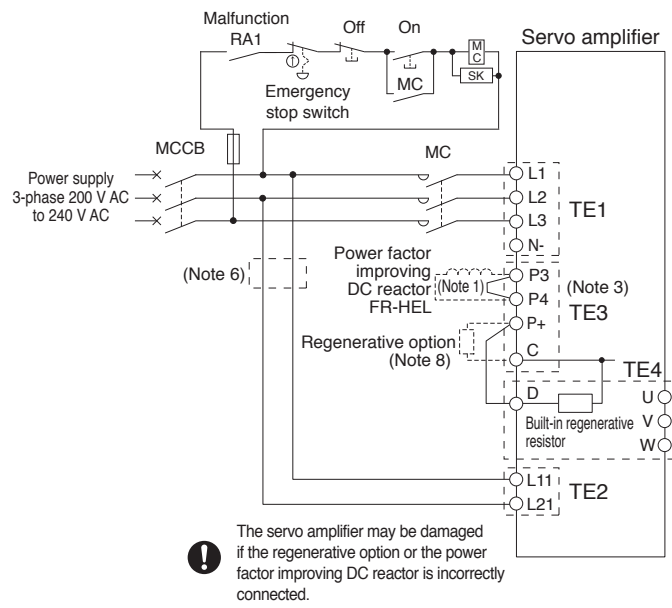 Malfunction
RA1
Off
On
Servo amplifier
MC
SK
MC
Emergency
stop switch
MCCB
MC
Power supply
3-phase 200 V AC
to 240 V AC
L1
L2
L3
N-
TE1
(Note 6)
Power factor
improving
DC reactor
FR-HEL
(Note 1)
P3
P4
(Note 3)
TE3
P+
Regenerative option
(Note 8)
C
TE4
D
Built-in regenerative
resistor
U
V
W
L11
L21
TE2
The servo amplifier may be damaged
if the regenerative option or the power
factor improving DC reactor is incorrectly
connected.